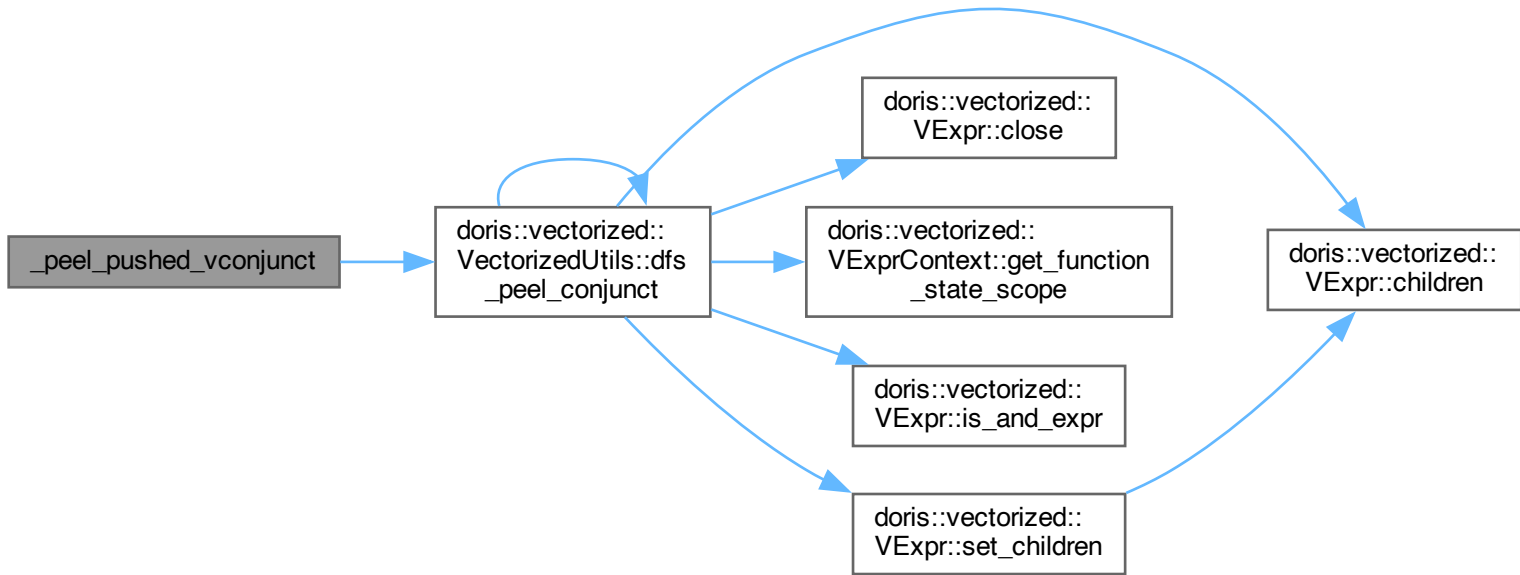 _peel_pushed_vconjunct
doris::vectorized::
VectorizedUtils::dfs
_peel_conjunct
doris::vectorized::
VExpr::close
doris::vectorized::
VExprContext::get_function
_state_scope
doris::vectorized::
VExpr::is_and_expr
doris::vectorized::
VExpr::set_children
doris::vectorized::
VExpr::children